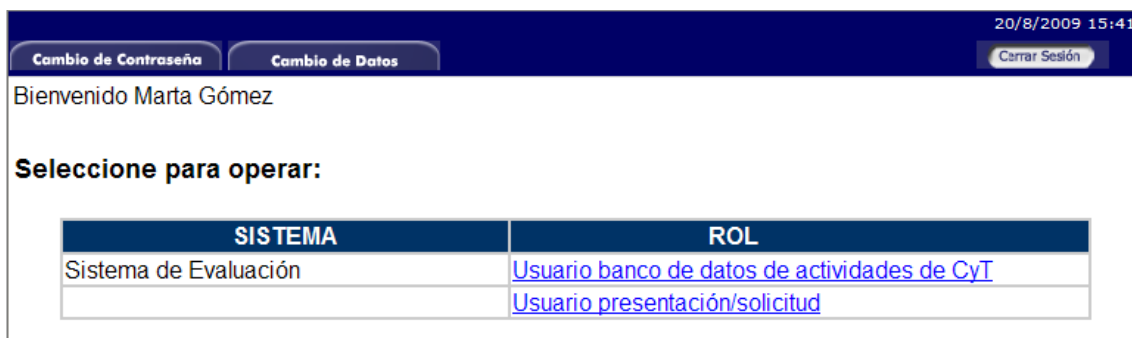 20/8/2009 15:41
Cambio de Contraseña Cambio de Datos Cerrar Sesión
Bienvenido Marta Gómez
Seleccione para operar:
SISTEMA ROL
Sistema de Evaluación Usuario banco de datos de actividades de CyT
Usuario presentación/solicitud